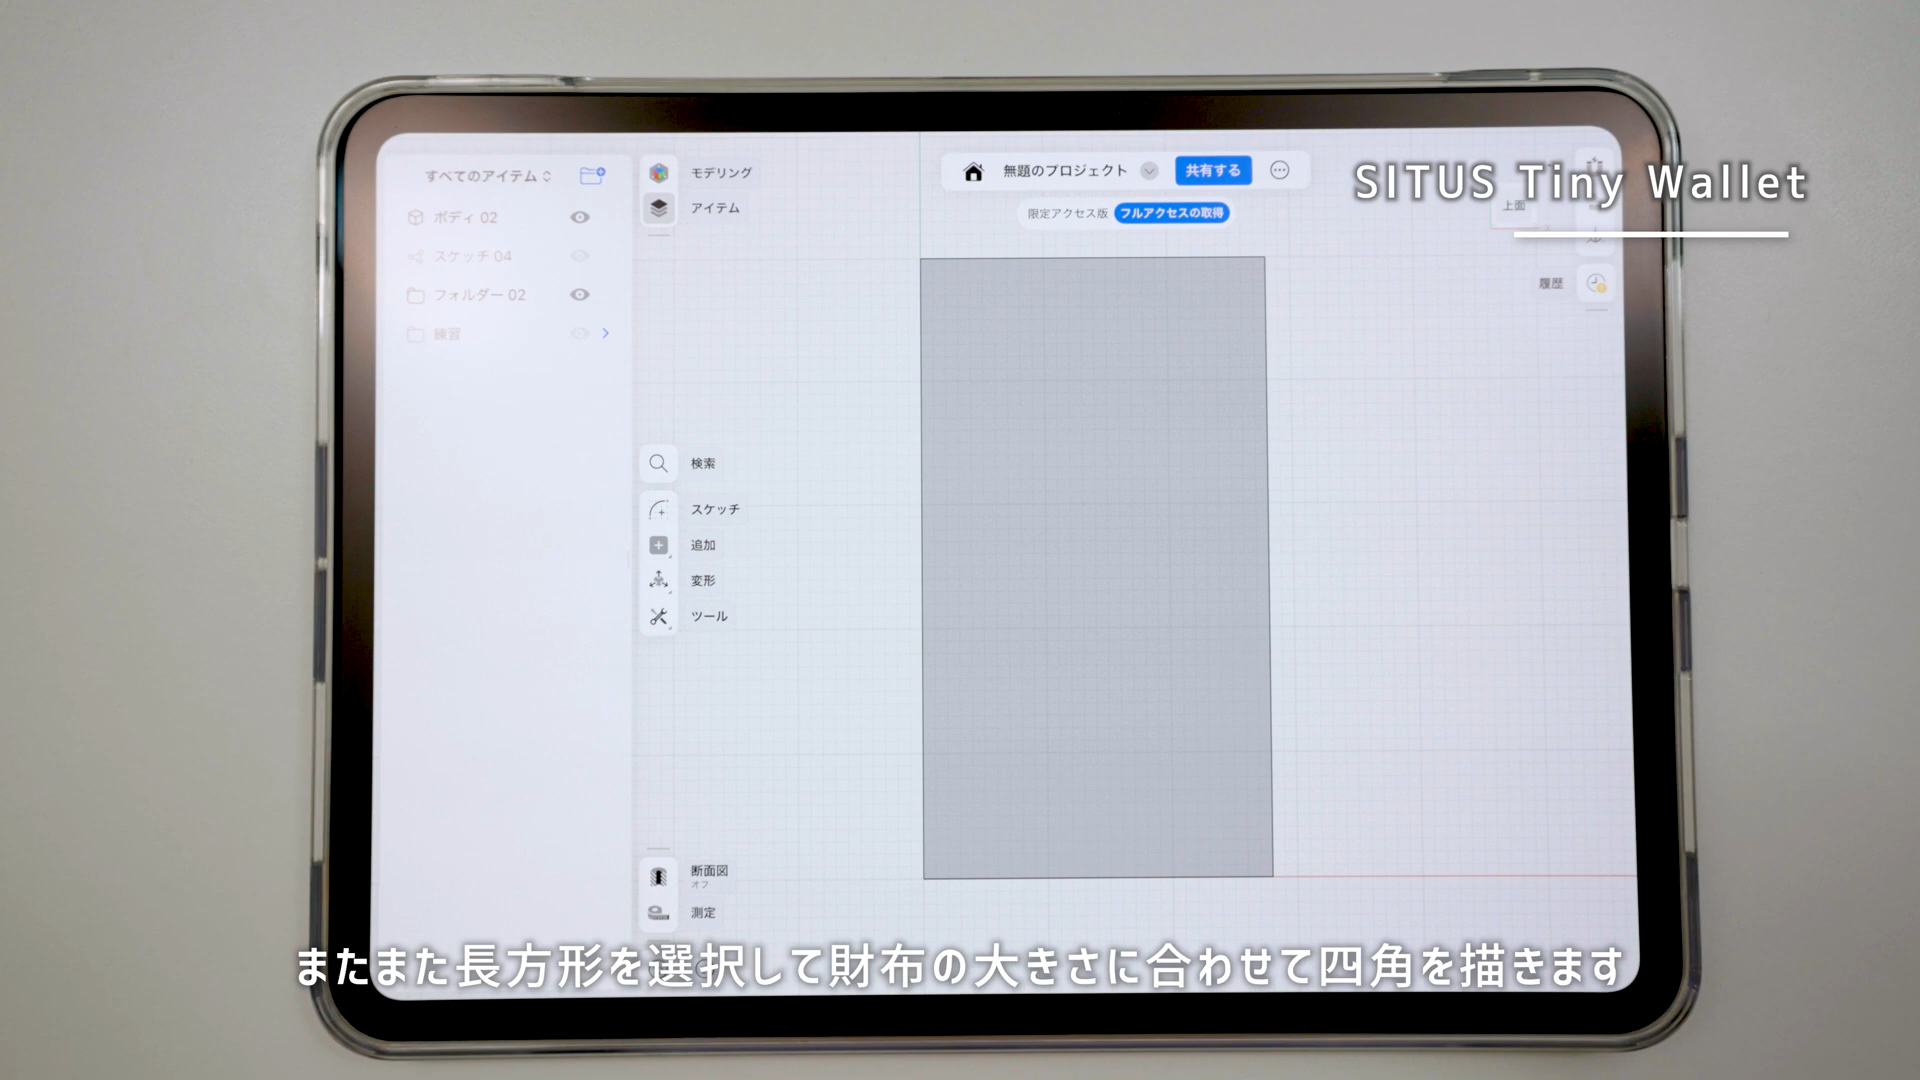 すべてのアイテム
ボディ 02
スケッチ 04
フォルダー 02
練習
モデリング
アイテム
無題のプロジェクト
共有する
限定アクセス版
フルアクセスの取得
SITUS Tiny Wallet
上面
履歴
検索
スケッチ
追加
変形
ツール
断面図
オフ
測定
またまた長方形を選択して財布の大きさに合わせて四角を描きます